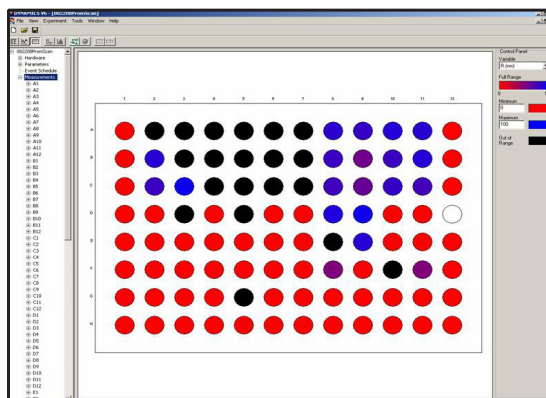 DYNAMICS V6 - [082200PromScan]
File View Experiment Tools Window Help
082200PromScan
Hardware
Parameters
Event Schedule
Measurements
A1
A2
A3
A4
A5
A6
A7
A8
A9
A10
A11
A12
B1
B2
B3
B4
B5
B6
B7
B8
B9
B10
B11
B12
C1
C2
C3
C4
C5
C6
C7
C8
C9
C10
C11
C12
D1
D2
D3
D4
D5
D6
D7
D8
D9
D10
D11
D12
E1
1 2 3 4 5 6 7 8 9 10 11 12
A
B
C
D
E
F
G
H
Control Panel
Variable
R (nm)
Full Range
0
Minimum
0
Maximum
100
Out of
Range